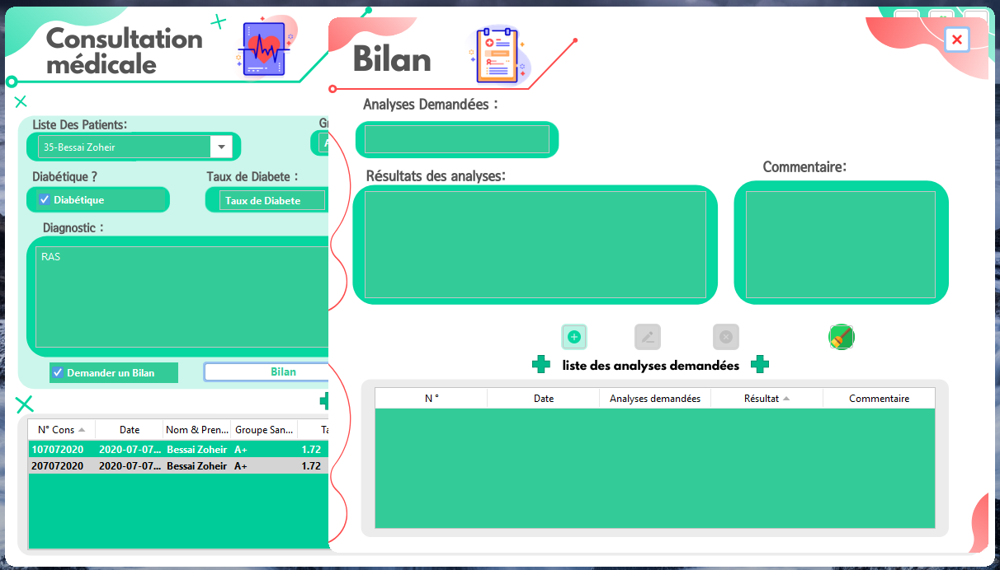 Consultation
médicale
Liste Des Patients:
35-Bessai Zoheir
Diabétique ?
Taux de Diabete :
Diabétique
Taux de Diabete
Diagnostic :
RAS
Demander un Bilan
Bilan
N° Cons
Date
Nom & Pren...
Groupe San...
107072020
2020-07-07...
Bessai Zoheir
A+
1.72
207072020
2020-07-07...
Bessai Zoheir
A+
1.72
Bilan
Analyses Demandées :
Résultats des analyses:
Commentaire:
liste des analyses demandées
N °
Date
Analyses demandées
Résultat
Commentaire